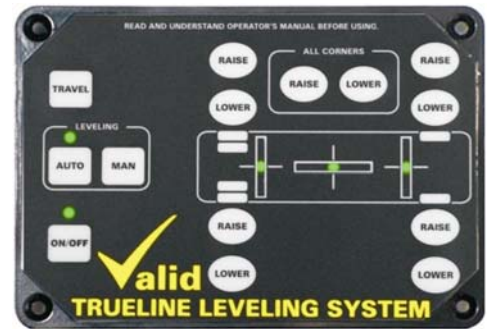 READ AND UNDERSTAND OPERATOR'S MANUAL BEFORE USING.
ALL CORNERS
RAISE
RAISE
RAISE
LOWER
TRAVEL
LOWER
LOWER
LEVELING
AUTO
MAN
RAISE
RAISE
ON/OFF
LOWER
LOWER
Valid
TRUELINE LEVELING SYSTEM